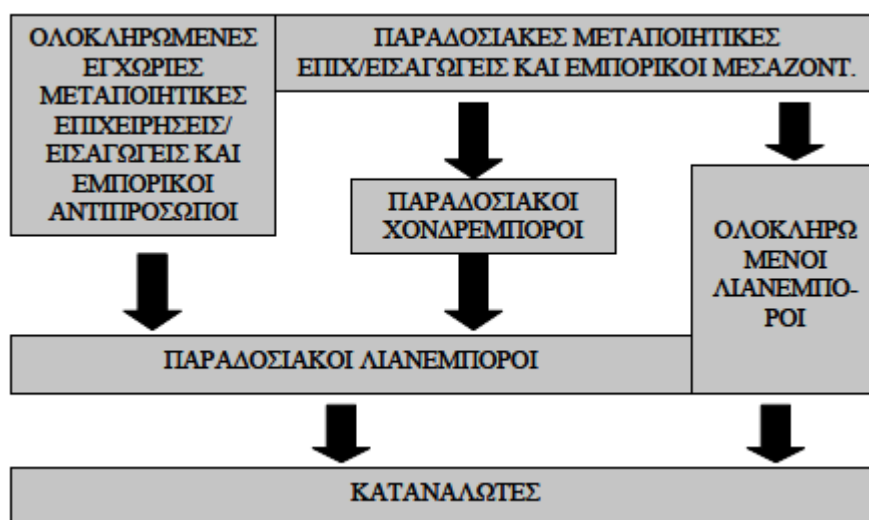 ΟΛΟΚΛΗΡΩΜΕΝΕΣ
ΕΓΧΩΡΙΕΣ
ΜΕΤΑΠΟΙΗΤΙΚΕΣ
ΕΠΙΧΕΙΡΗΣΕΙΣ/
ΕΙΣΑΓΩΓΕΙΣ ΚΑΙ
ΕΜΠΟΡΙΚΟΙ
ΑΝΤΙΠΡΟΣΩΠΟΙ
ΠΑΡΑΔΟΣΙΑΚΕΣ ΜΕΤΑΠΟΙΗΤΙΚΕΣ
ΕΠΙΧ/ΕΙΣΑΓΩΓΕΙΣ ΚΑΙ ΕΜΠΟΡΙΚΟΙ ΜΕΣΑΖΟΝΤ.
ΠΑΡΑΔΟΣΙΑΚΟΙ
ΧΟΝΔΡΕΜΠΟΡΟΙ
ΟΛΟΚΛΗΡΩ
ΜΕΝΟΙ
ΛΙΑΝΕΜΠΟ-
ΡΟΙ
ΠΑΡΑΔΟΣΙΑΚΟΙ ΛΙΑΝΕΜΠΟΡΟΙ
ΚΑΤΑΝΑΛΩΤΕΣ